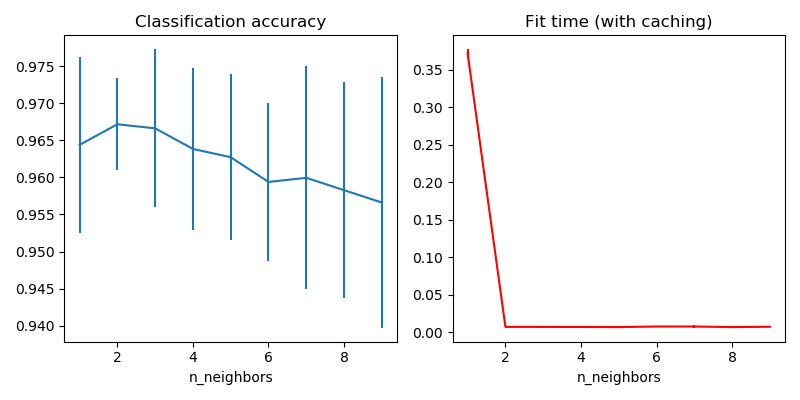 Classification accuracy
0.975
0.970
0.965
0.960
0.955
0.950
0.945
0.940
2 4 6 8
n_neighbors
Fit time (with caching)
0.35
0.30
0.25
0.20
0.15
0.10
0.05
0.00
2 4 6 8
n_neighbors